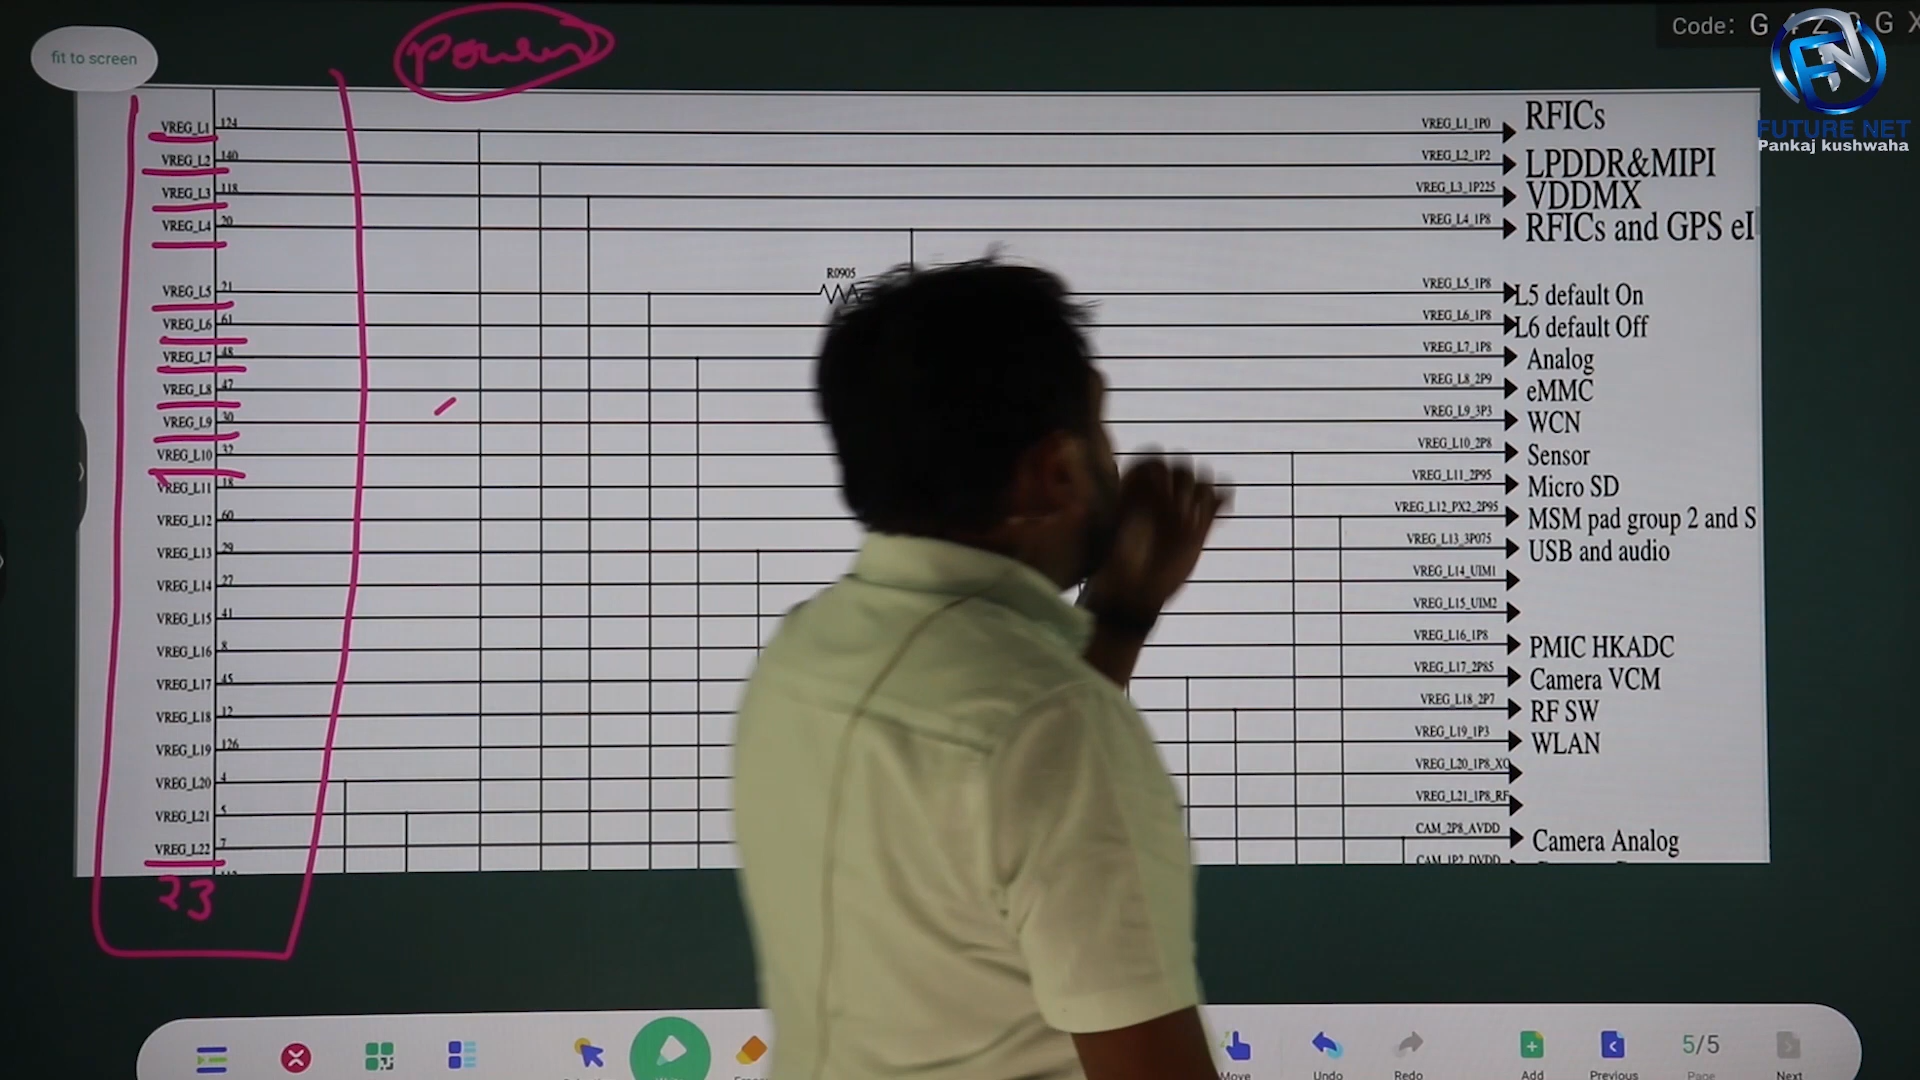 fit to screen
power
Code: G
FUTURE NET
Pankaj kushwaha
VREG_L1 124 VREG_L1_1P0 RFICs
VREG_L2 140 VREG_L2_1P2 LPDDR&MIPI
VREG_L3 118 VREG_L3_1P225 VDDMX
VREG_L4 20 VREG_L4_1P8 RFICs and GPS eL
R0905
VREG_L5 21 VREG_L5_1P8 L5 default On
VREG_L6 61 VREG_L6_1P8 L6 default Off
VREG_L7 48 VREG_L7_1P8 Analog
VREG_L8 47 VREG_L8_2P9 eMMC
VREG_L9 30 VREG_L9_3P3 WCN
VREG_L10 32 VREG_L10_2P8 Sensor
VREG_L11 18 VREG_L11_2P95 Micro SD
VREG_L12 60 VREG_L12_PX2_2P95 MSM pad group 2 and S
VREG_L13 29 VREG_L13_3P075 USB and audio
VREG_L14 27 VREG_L14_UIM1
VREG_L15 41 VREG_L15_UIM2
VREG_L16 8 VREG_L16_1P8 PMIC HKADC
VREG_L17 45 VREG_L17_2P85 Camera VCM
VREG_L18 12 VREG_L18_2P7 RF SW
VREG_L19 126 VREG_L19_1P3 WLAN
VREG_L20 4 VREG_L20_1P8_XO
VREG_L21 5 VREG_L21_1P8_RF
VREG_L22 7 CAM_2P8_AVDD Camera Analog
CAM_1P2_DVDD
23
Move Undo Redo Add Previous 5/5 Page Next